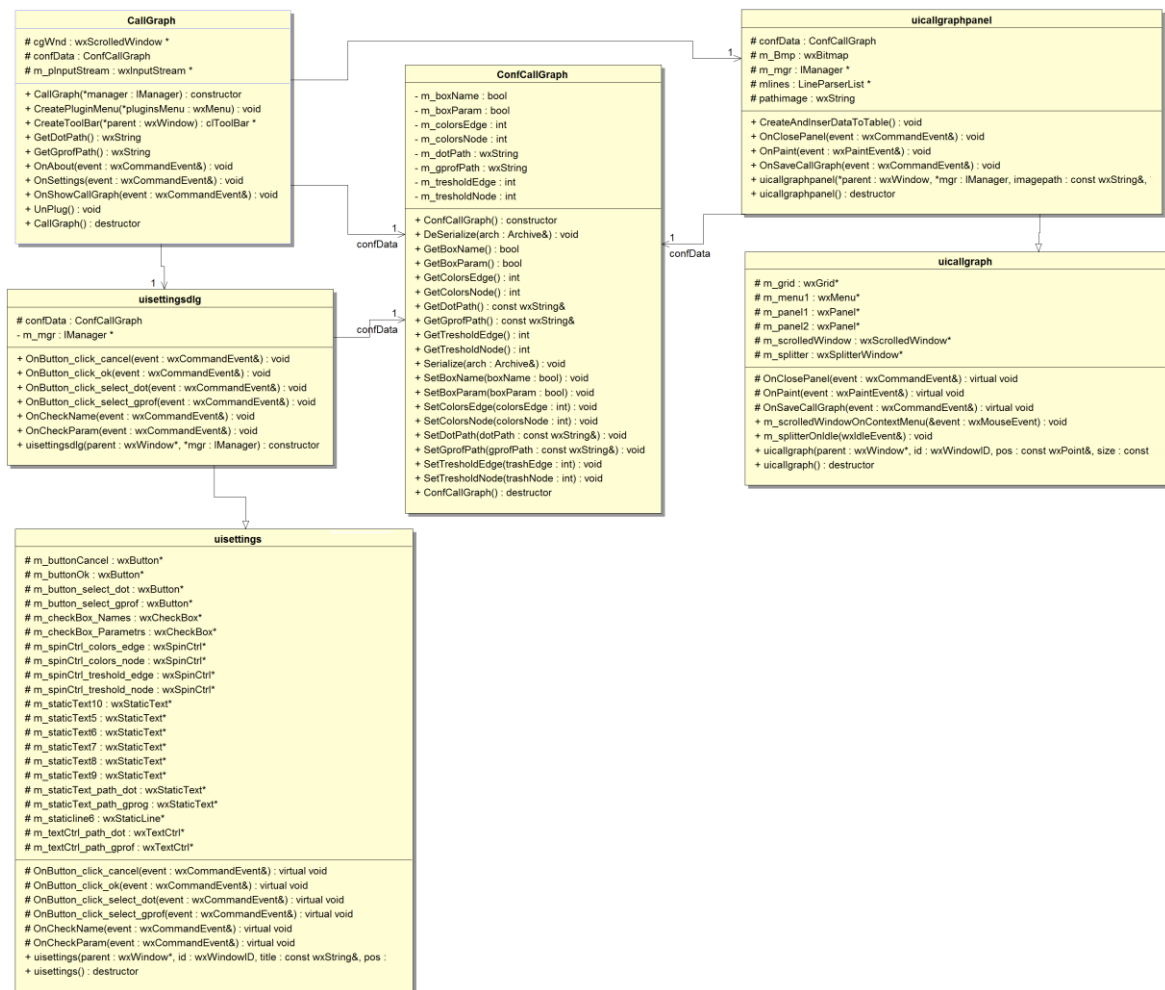 CallGraph
# cgWnd : wxScrolledWindow *
# confData : ConfCallGraph
# m_pInputStream : wxInputStream *
+ CallGraph(*manager : IManager) : constructor
+ CreatePluginMenu(*pluginsMenu : wxMenu) : void
+ CreateToolBar(*parent : wxWindow) : clToolBar *
+ GetDotPath() : wxString
+ GetGprofPath() : wxString
+ OnAbout(event : wxCommandEvent&) : void
+ OnSettings(event : wxCommandEvent&) : void
+ OnShowCallGraph(event : wxCommandEvent&) : void
+ UnPlug() : void
+ CallGraph() : destructor
1
confData
1
1
uicallgraphpanel
# confData : ConfCallGraph
# m_Bmp : wxBitmap
# m_mgr : IManager *
# mlines : LineParserList *
# pathimage : wxString
+ CreateAndInserDataToTable() : void
+ OnClosePanel(event : wxCommandEvent&) : void
+ OnPaint(event : wxPaintEvent&) : void
+ OnSaveCallGraph(event : wxCommandEvent&) : void
+ uicallgraphpanel(*parent : wxWindow, *mgr : IManager, imagepath : const wxString&,
+ uicallgraphpanel() : destructor
1
confData
ConfCallGraph
- m_boxName : bool
- m_boxParam : bool
- m_colorsEdge : int
- m_colorsNode : int
- m_dotPath : wxString
- m_gprofPath : wxString
- m_tresholdEdge : int
- m_tresholdNode : int
+ ConfCallGraph() : constructor
+ DeSerialize(arch : Archive&) : void
+ GetBoxName() : bool
+ GetBoxParam() : bool
+ GetColorsEdge() : int
+ GetColorsNode() : int
+ GetDotPath() : const wxString&
+ GetGprofPath() : const wxString&
+ GetTresholdEdge() : int
+ GetTresholdNode() : int
+ Serialize(arch : Archive&) : void
+ SetBoxName(boxName : bool) : void
+ SetBoxParam(boxParam : bool) : void
+ SetColorsEdge(colorsEdge : int) : void
+ SetColorsNode(colorsNode : int) : void
+ SetDotPath(dotPath : const wxString&) : void
+ SetGprofPath(gprofPath : const wxString&) : void
+ SetTresholdEdge(trashEdge : int) : void
+ SetTresholdNode(trashNode : int) : void
+ ConfCallGraph() : destructor
uicallgraph
# m_grid : wxGrid*
# m_menu1 : wxMenu*
# m_panel1 : wxPanel*
# m_panel2 : wxPanel*
# m_scrolledWindow : wxScrolledWindow*
# m_splitter : wxSplitterWindow*
# OnClosePanel(event : wxCommandEvent&) : virtual void
# OnPaint(event : wxPaintEvent&) : virtual void
# OnSaveCallGraph(event : wxCommandEvent&) : virtual void
+ m_scrolledWindowOnContextMenu(&event : wxMouseEvent) : void
+ m_splitterOnIdle(wxIdleEvent&) : void
+ uicallgraph(parent : wxWindow*, id : wxWindowID, pos : const wxPoint&, size : const
+ uicallgraph() : destructor
uisettingsdlg
# confData : ConfCallGraph
- m_mgr : IManager *
+ OnButton_click_cancel(event : wxCommandEvent&) : void
+ OnButton_click_ok(event : wxCommandEvent&) : void
+ OnButton_click_select_dot(event : wxCommandEvent&) : void
+ OnButton_click_select_gprof(event : wxCommandEvent&) : void
+ OnCheckName(event : wxCommandEvent&) : void
+ OnCheckParam(event : wxCommandEvent&) : void
+ uisettingsdlg(parent : wxWindow*, *mgr : IManager) : constructor
1
confData
uisettings
# m_buttonCancel : wxButton*
# m_buttonOk : wxButton*
# m_button_select_dot : wxButton*
# m_button_select_gprof : wxButton*
# m_checkBox_Names : wxCheckBox*
# m_checkBox_Parametrs : wxCheckBox*
# m_spinCtrl_colors_edge : wxSpinCtrl*
# m_spinCtrl_colors_node : wxSpinCtrl*
# m_spinCtrl_treshold_edge : wxSpinCtrl*
# m_spinCtrl_treshold_node : wxSpinCtrl*
# m_staticText10 : wxStaticText*
# m_staticText5 : wxStaticText*
# m_staticText6 : wxStaticText*
# m_staticText7 : wxStaticText*
# m_staticText8 : wxStaticText*
# m_staticText9 : wxStaticText*
# m_staticText_path_dot : wxStaticText*
# m_staticText_path_gprog : wxStaticText*
# m_staticline6 : wxStaticLine*
# m_textCtrl_path_dot : wxTextCtrl*
# m_textCtrl_path_gprof : wxTextCtrl*
# OnButton_click_cancel(event : wxCommandEvent&) : virtual void
# OnButton_click_ok(event : wxCommandEvent&) : virtual void
# OnButton_click_select_dot(event : wxCommandEvent&) : virtual void
# OnButton_click_select_gprof(event : wxCommandEvent&) : virtual void
# OnCheckName(event : wxCommandEvent&) : virtual void
# OnCheckParam(event : wxCommandEvent&) : virtual void
+ uisettings(parent : wxWindow*, id : wxWindowID, title : const wxString&, pos :
+ uisettings() : destructor